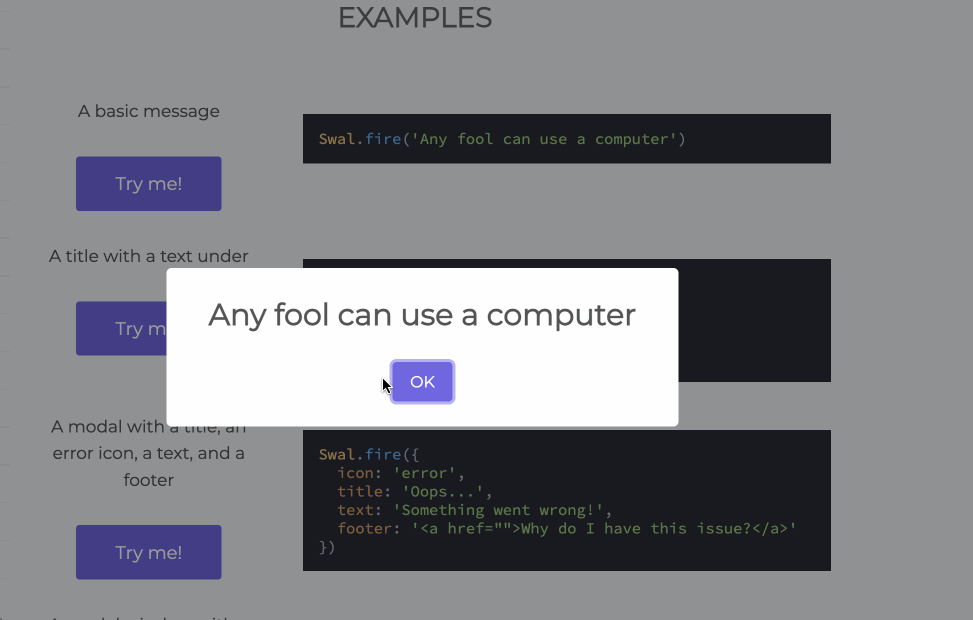 EXAMPLES
A basic message
Swal.fire('Any fool can use a computer')
Try me!
A title with a text under
Any fool can use a computer
Try m
OK
A modal with a title, an
error icon, a text, and a
footer
Swal.fire({
  icon: 'error',
  title: 'Oops...',
  text: 'Something went wrong!',
  footer: '<a href="">Why do I have this issue?</a>'
})
Try me!